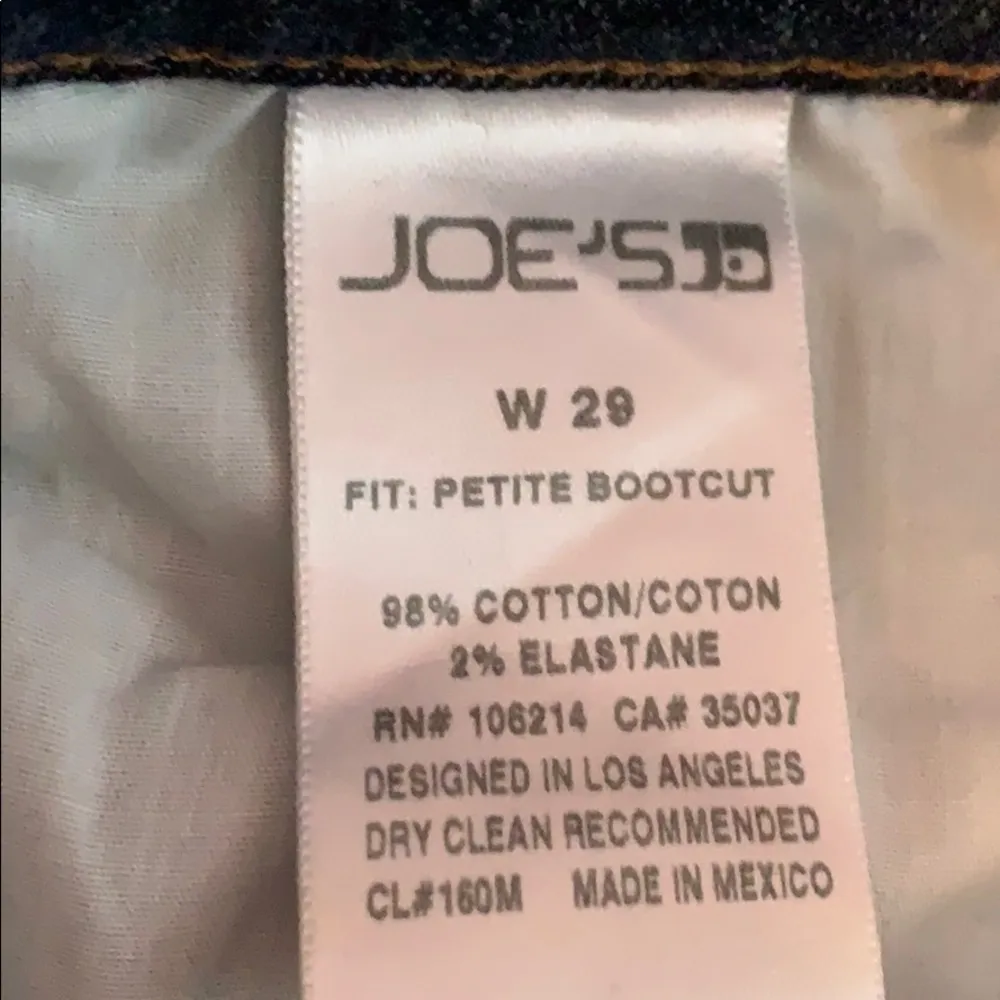 JOE'S
W 29
FIT: PETITE BOOTCUT
98% COTTON/COTON
2% ELASTANE
RN# 106214 CA# 35037
DESIGNED IN LOS ANGELES
DRY CLEAN RECOMMENDED
CL#160M MADE IN MEXICO